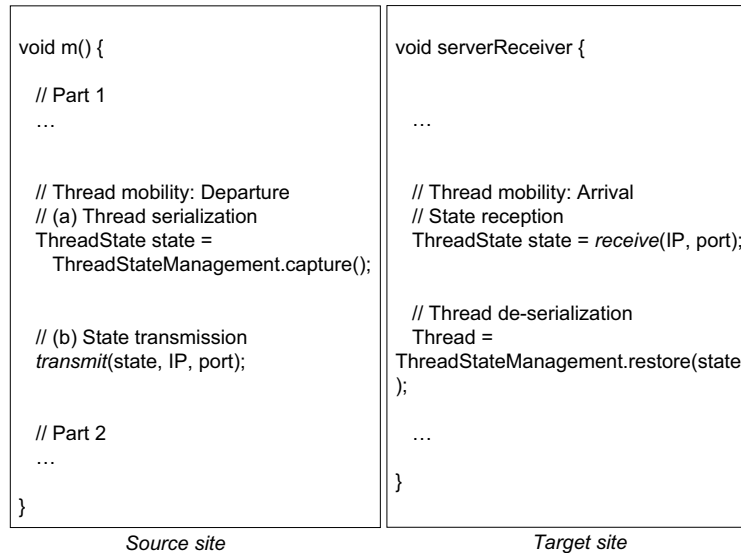 void m() {
// Part 1
…
// Thread mobility: Departure
// (a) Thread serialization
ThreadState state =
ThreadStateManagement.capture();
// (b) State transmission
transmit(state, IP, port);
// Part 2
…
}
Source site
void serverReceiver {
…
// Thread mobility: Arrival
// State reception
ThreadState state = receive(IP, port);
// Thread de-serialization
Thread =
ThreadStateManagement.restore(state
);
…
}
Target site